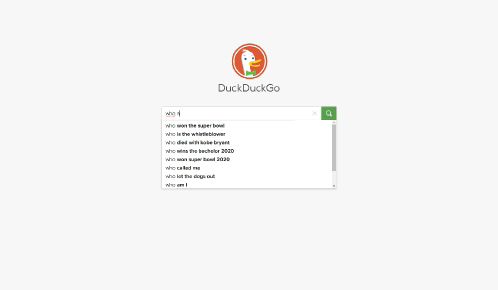 DuckDuckGo
who n
who won the super bowl
who is the whistleblower
who died with kobe bryant
who wins the bachelor 2020
who won super bowl 2020
who called me
who let the dogs out
who am i